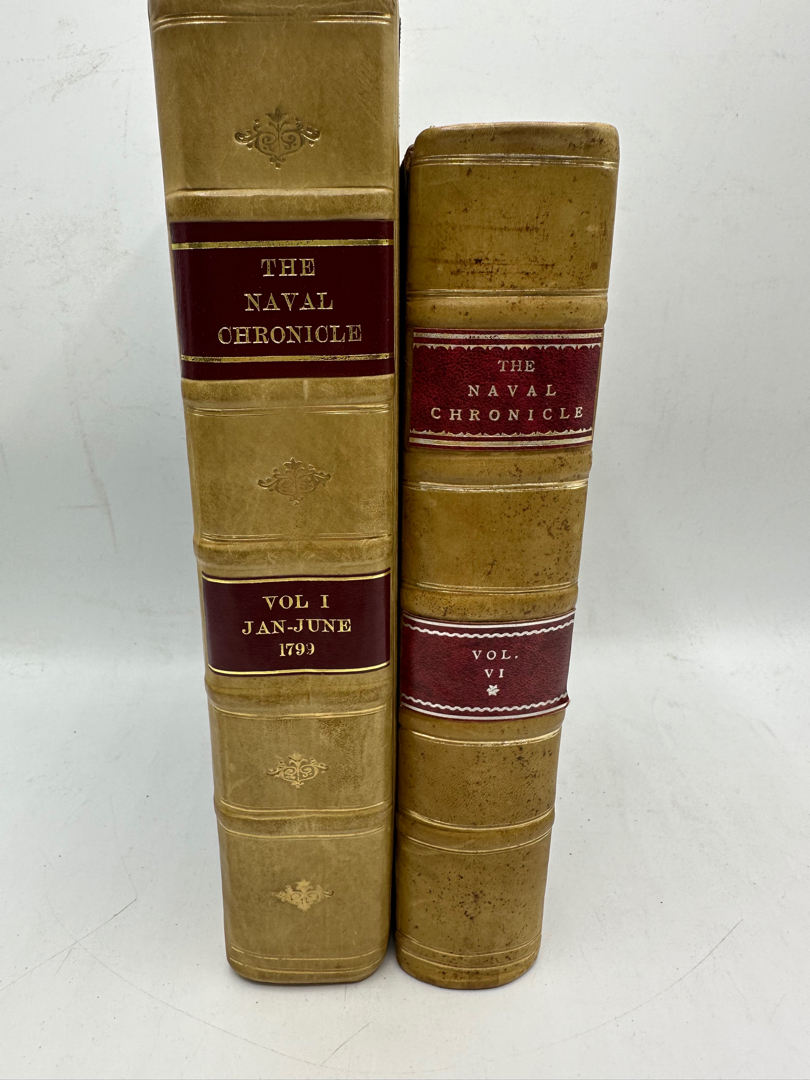 THE
NAVAL
CHRONICLE
VOL I
JAN-JUNE
1799
THE
NAVAL
CHRONICLE
VOL.
VI